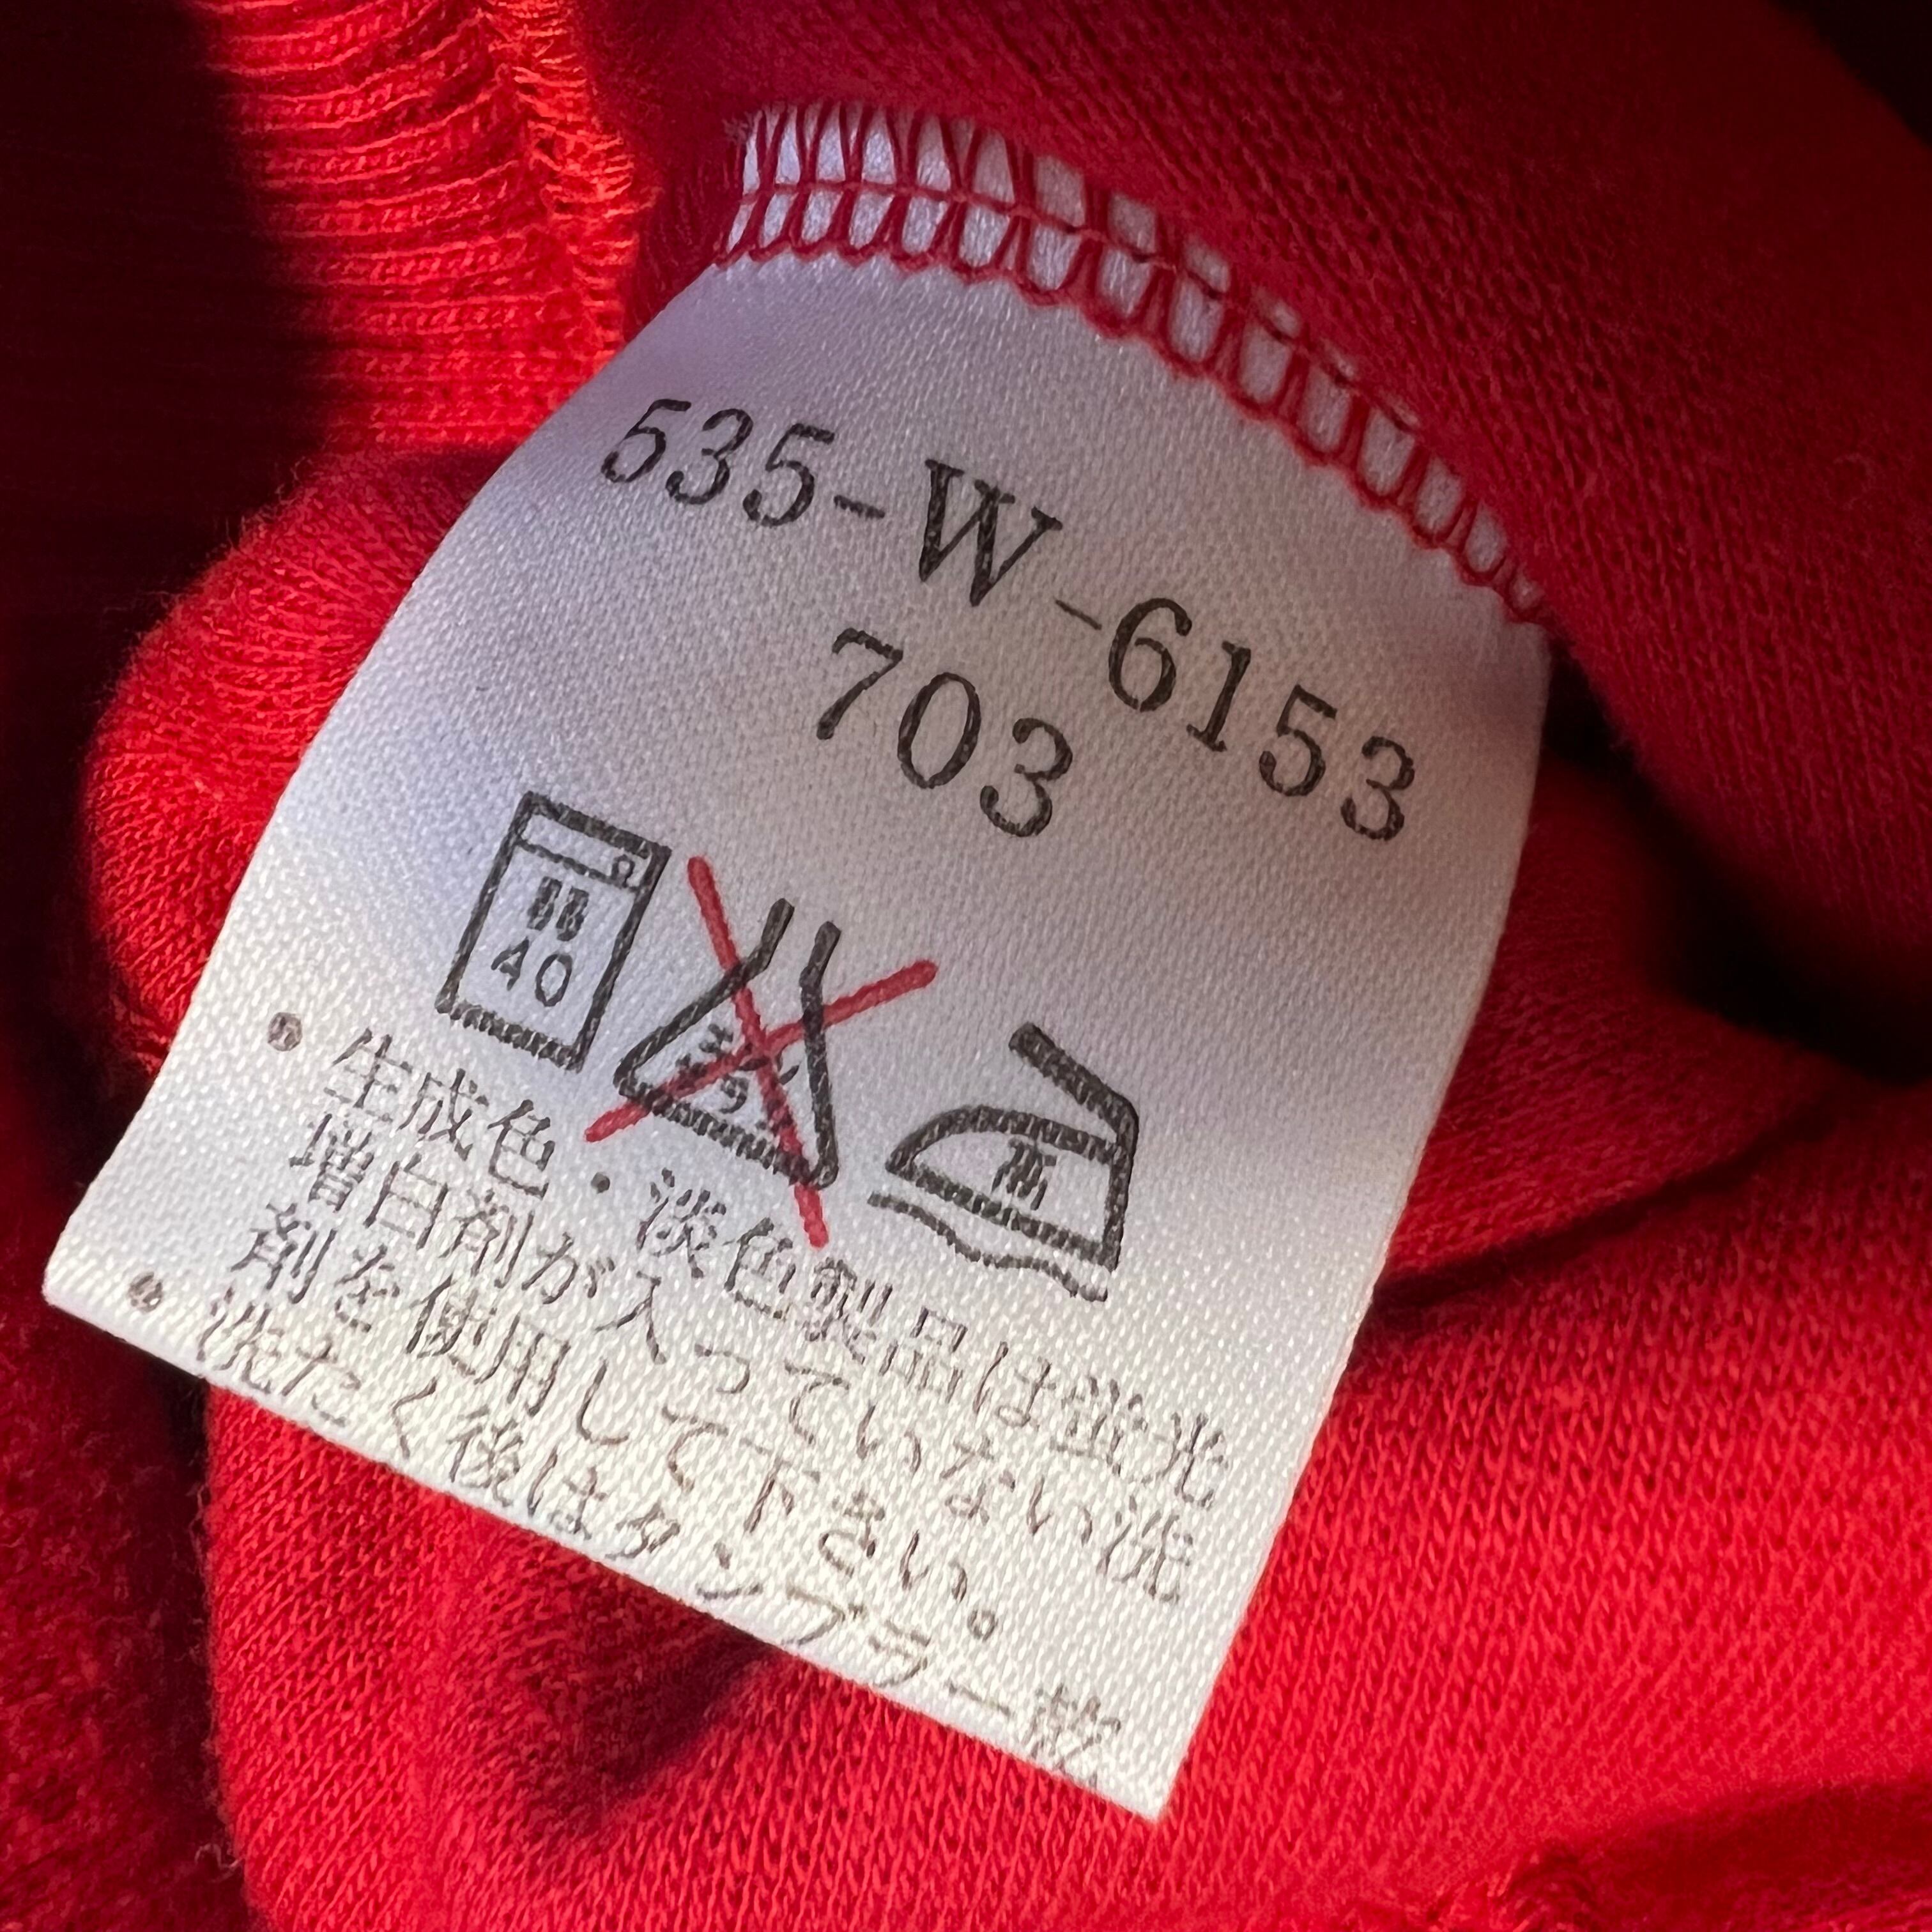 535-W-6153
703
40
・生成色・淡色製品は蛍光
増白剤が入っていない洗
剤を使用して下さい。
・洗たく後はタンブラー乾